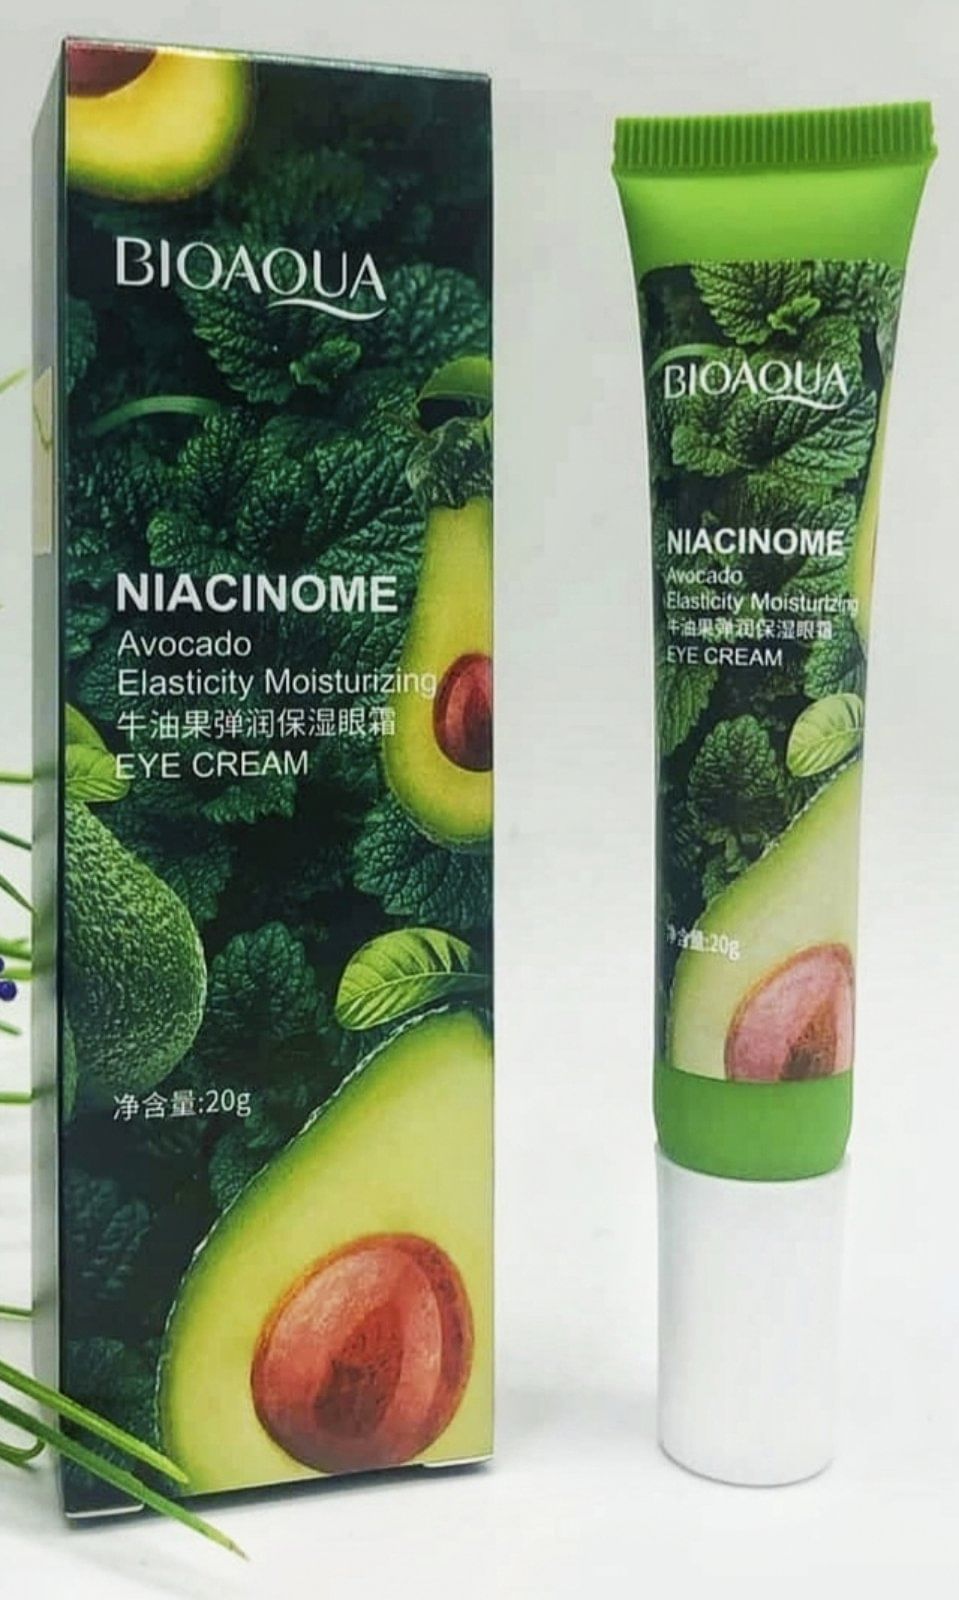 BIOAQUA
NIACINOME
Avocado
Elasticity Moisturizing
牛油果弹润保湿眼霜
EYE CREAM
净含量:20g
BIOAQUA
NIACINOME
Avocado
Elasticity Moisturizing
牛油果弹润保湿眼霜
EYE CREAM
净含量:20g